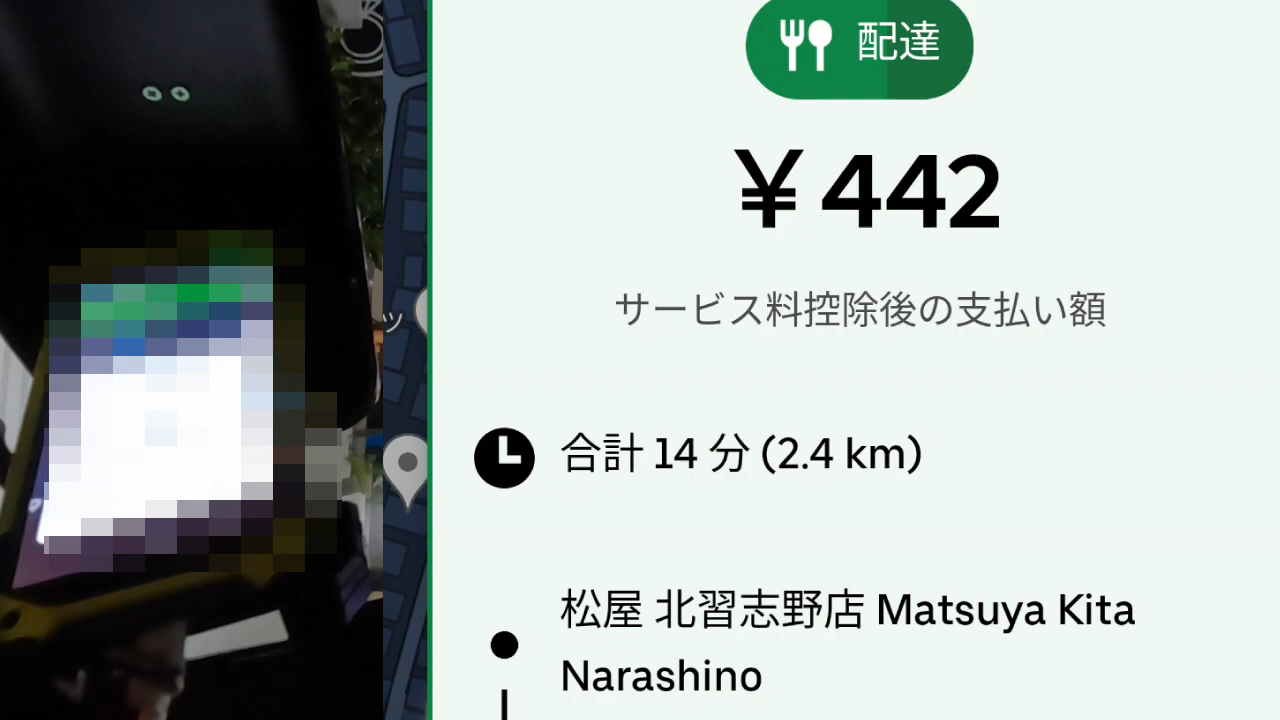 配達
¥442
サービス料控除後の支払い額
ッ
合計 14 分 (2.4 km)
松屋 北習志野店 Matsuya Kita
Narashino